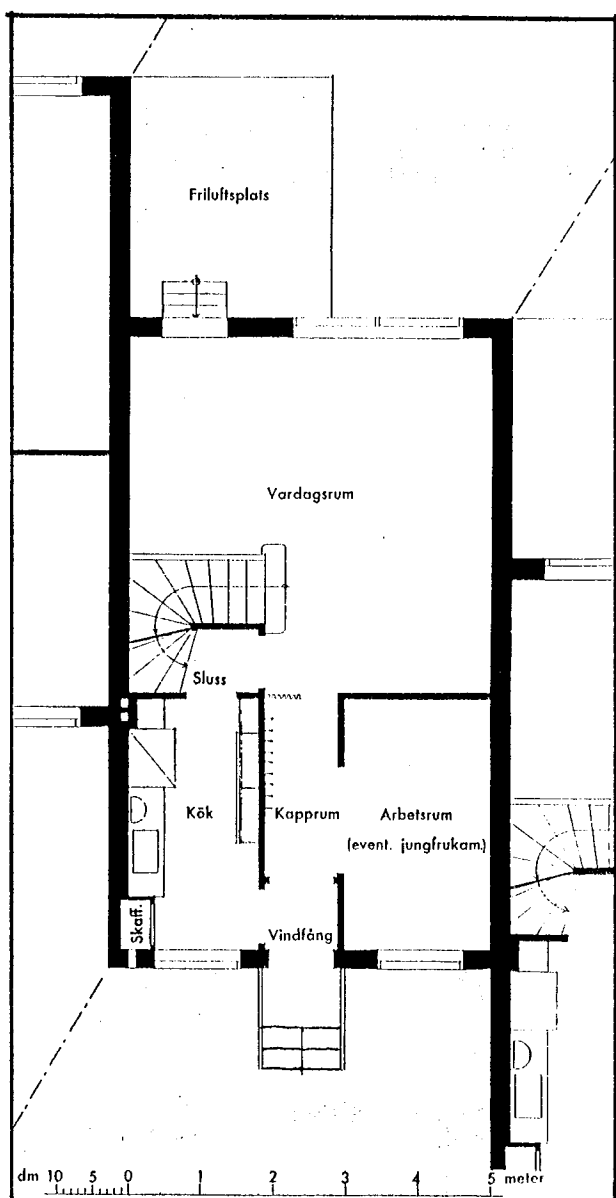 Friluftsplats
Vardagsrum
Sluss
Kök
Kapprum
Arbetsrum
(event. jungfrukam.)
Skaff.
Vindfång
dm 10 5 0 1 2 3 4 5 meter